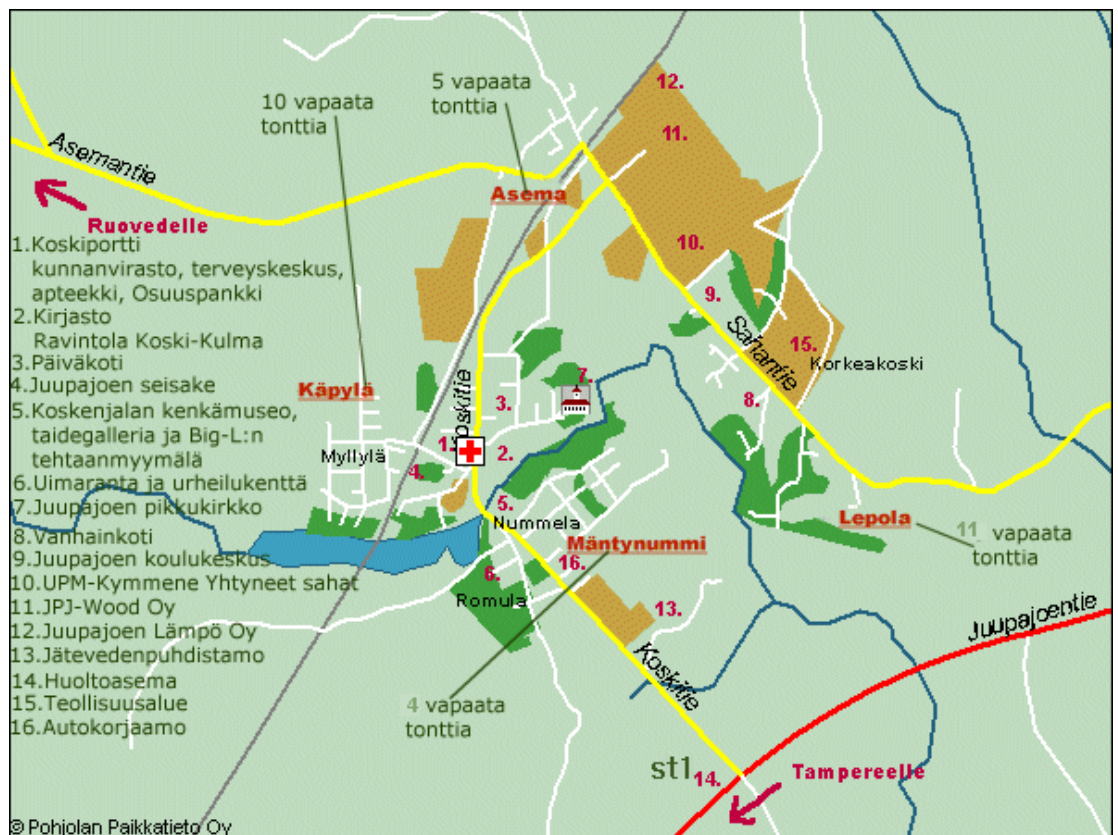 5 vapaata
tonttia
10 vapaata
tonttia
12.
11.
Asemantie
Asema
Ruovedelle
10.
9.
Sahantie
15.
Korkeakoski
1.Koskiportti
kunnanvirasto, terveyskeskus,
apteekki, Osuuspankki
2.Kirjasto
Ravintola Koski-Kulma
3.Päiväkoti
4.Juupajoen seisake
5.Koskenjalan kenkämuseo,
taidegalleria ja Big-L:n
tehtaanmyymälä
6.Uimaranta ja urheilukenttä
7.Juupajoen pikkukirkko
8.Vanhainkoti
9.Juupajoen koulukeskus
10.UPM-Kymmene Yhtyneet sahat
11.JPJ-Wood Oy
12.Juupajoen Lämpö Oy
13.Jätevedenpuhdistamo
14.Huoltoasema
15.Teollisuusalue
16.Autokorjaamo
7.
Käpylä
Koskitie
3.
8.
1.
2.
Myllylä
4.
5.
Nummela
Mäntynummi
Lepola
11 vapaata
tonttia
6.
16.
Romula
13.
Juupajoentie
Koskitie
4 vapaata
tonttia
st1
14.
Tampereelle
© Pohjolan Paikkatieto Oy